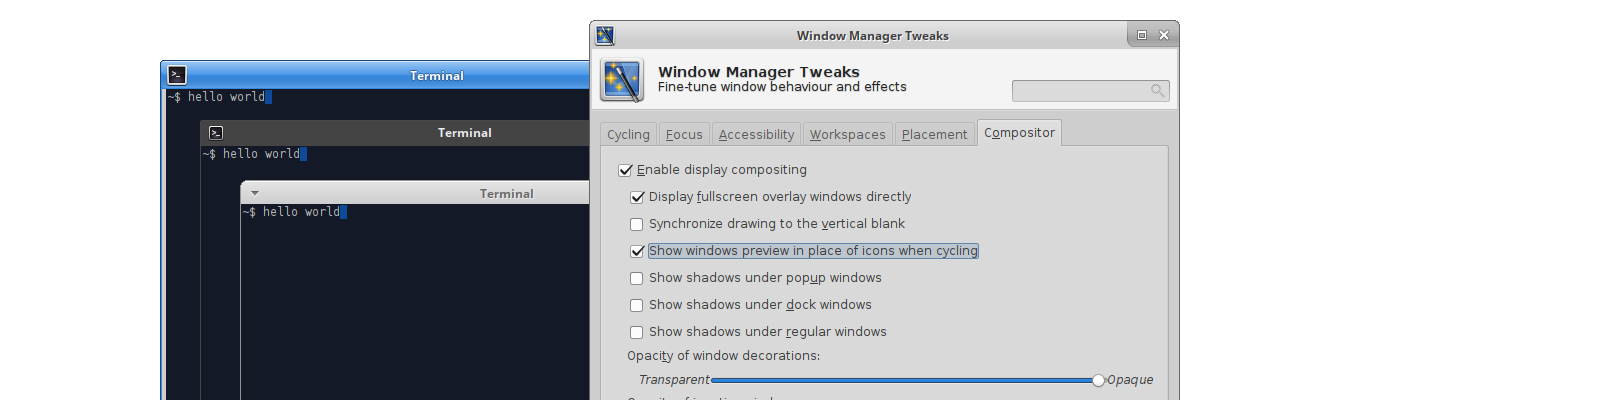 Terminal
~$ hello world
Terminal
~$ hello world
Terminal
~$ hello world
Window Manager Tweaks
Window Manager Tweaks
Fine-tune window behaviour and effects
Cycling Focus Accessibility Workspaces Placement Compositor
Enable display compositing
Display fullscreen overlay windows directly
Synchronize drawing to the vertical blank
Show windows preview in place of icons when cycling
Show shadows under popup windows
Show shadows under dock windows
Show shadows under regular windows
Opacity of window decorations:
Transparent Opaque